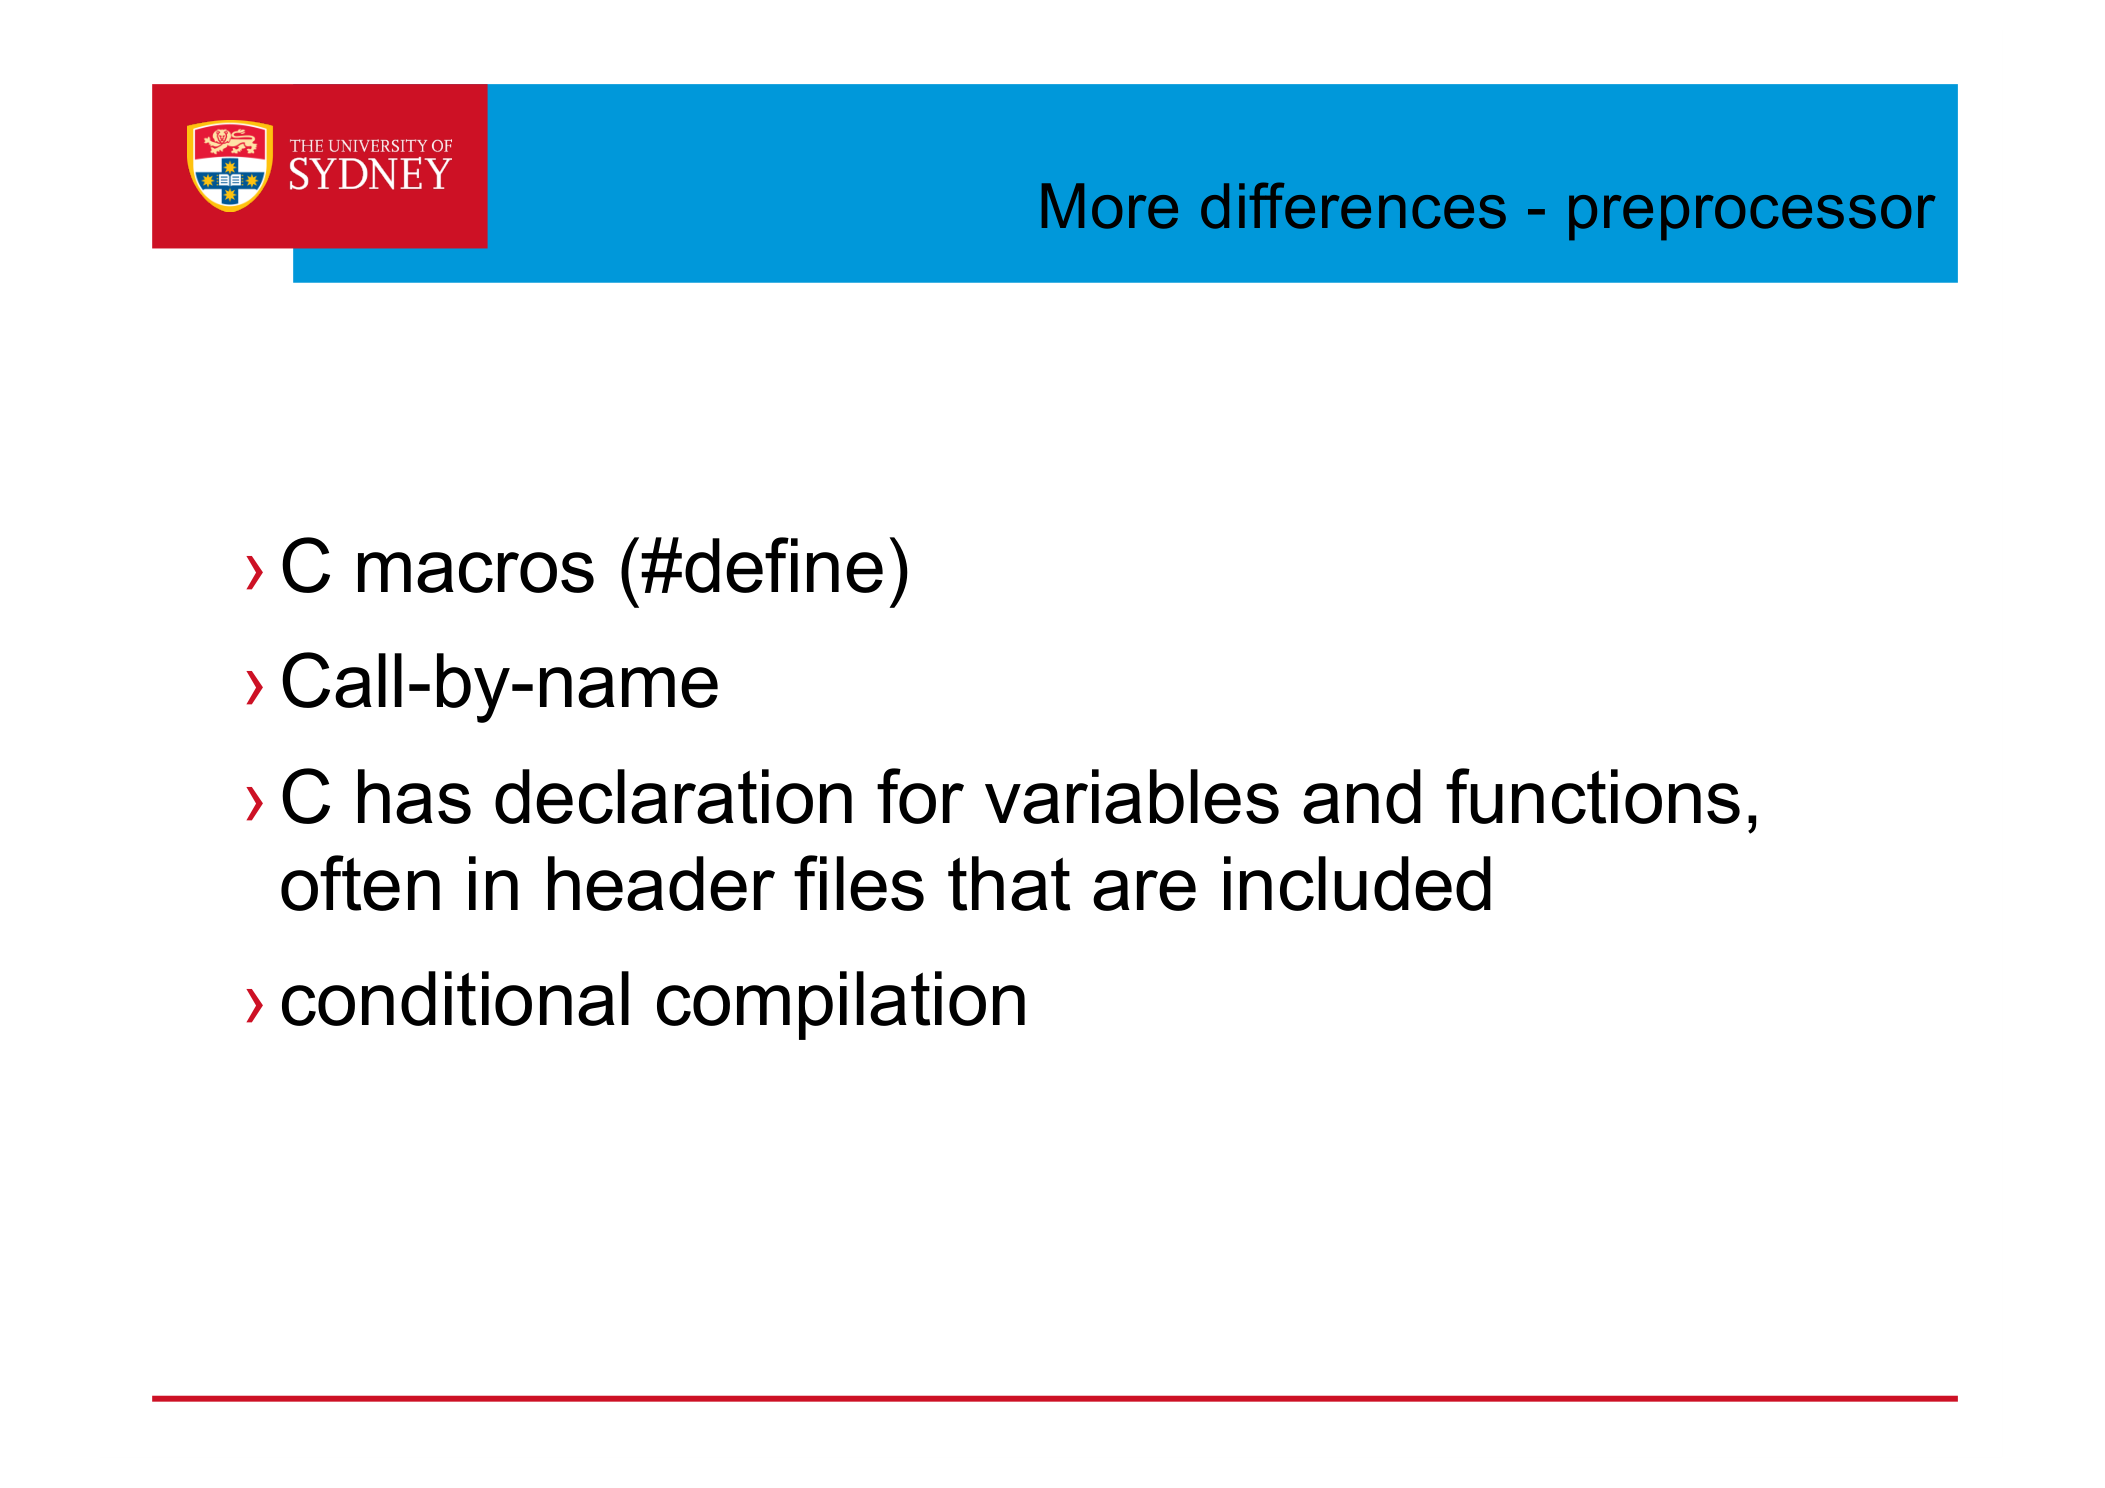 THE UNIVERSITY OF
SYDNEY
More differences - preprocessor
› C macros (#define)
› Call-by-name
› C has declaration for variables and functions,
often in header files that are included
› conditional compilation